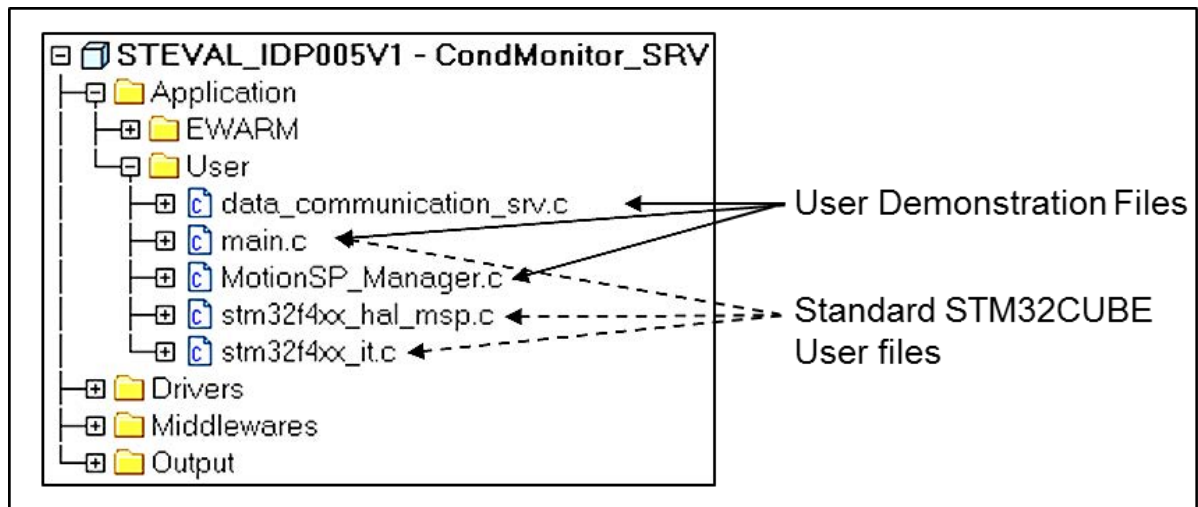 STEVAL_IDP005V1 - CondMonitor_SRV
Application
EWARM
User
data_communication_srv.c
main.c
MotionSP_Manager.c
stm32f4xx_hal_msp.c
stm32f4xx_it.c
Drivers
Middlewares
Output
User Demonstration Files
Standard STM32CUBE
User files